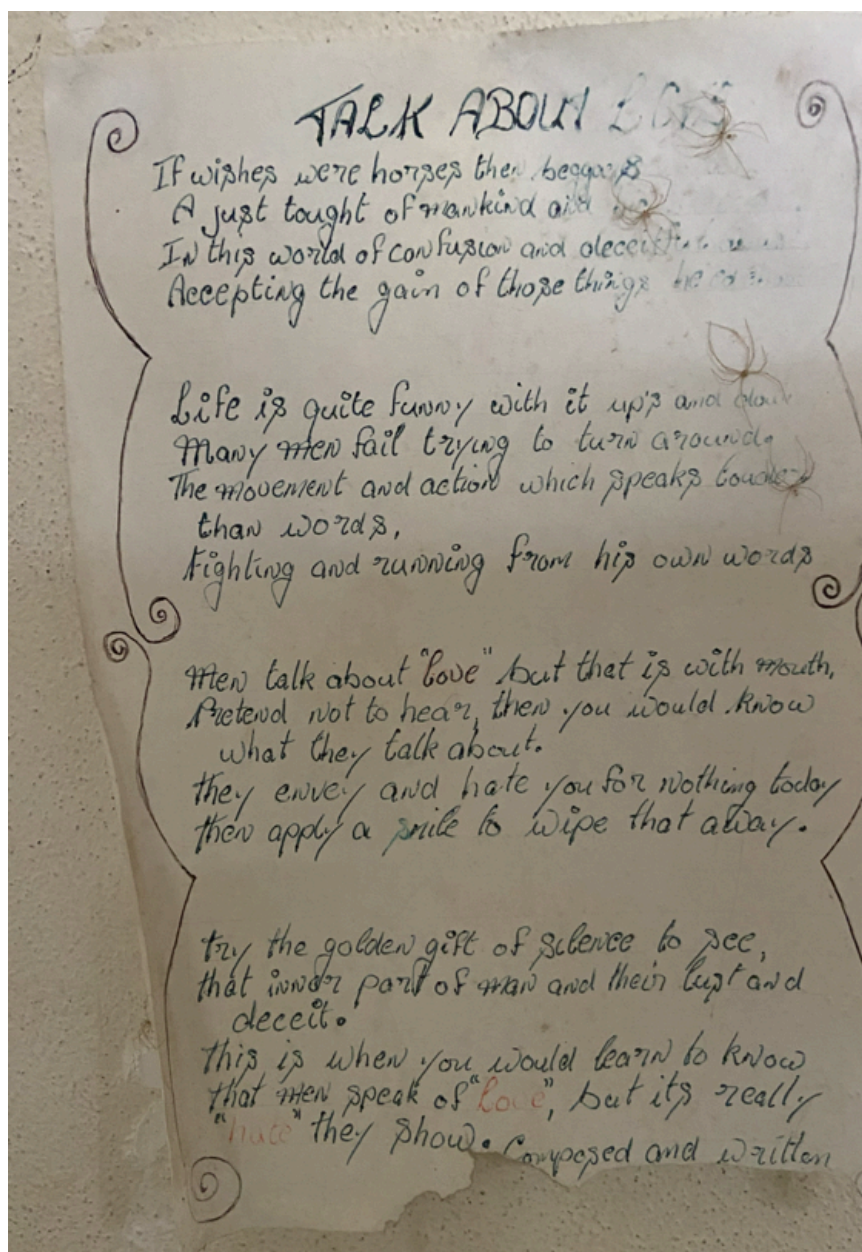 TALK ABOUT
If wishes were horses then beggars
A just tought of mankind and
In this world of confusion and deceit
Accepting the gain of those things he
Life is quite funny with it up's and
Many men fail trying to turn around.
The movement and action which speaks louder
than words,
Fighting and running from his own words
Men talk about "love" but that is with mouth,
Pretend not to hear, then you would know
what they talk about.
they envey and hate you for nothing today
then apply a smile to wipe that away.
try the golden gift of silence to see,
that inner part of man and their lust and
deceit.
this is when you would learn to know
that men speak of "love", but its really
"hate" they show.
Composed and written